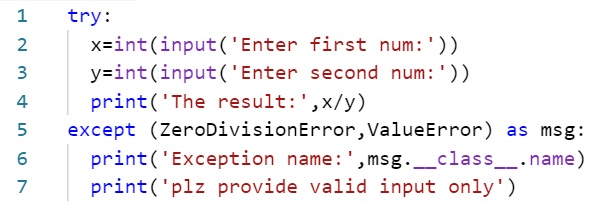 1 try:
2   x=int(input('Enter first num:'))
3   y=int(input('Enter second num:'))
4   print('The result:',x/y)
5 except (ZeroDivisionError,ValueError) as msg:
6   print('Exception name:',msg.__class__.name)
7   print('plz provide valid input only')